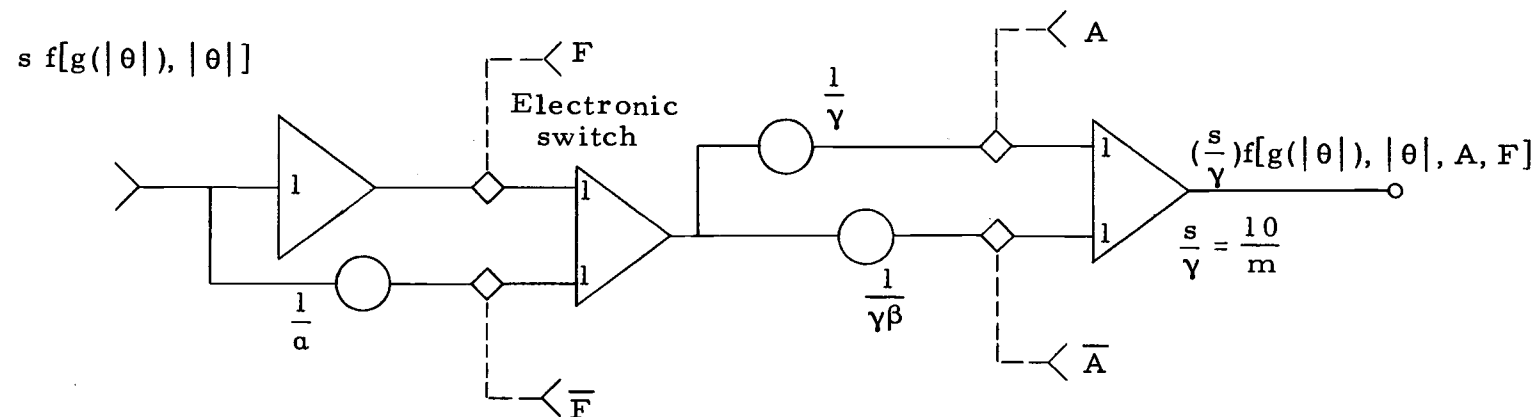 s f[g(|θ|), |θ|]
F
A
Electronic
switch
1/γ
1
1
1
1
1
(s/γ)f[g(|θ|), |θ|, A, F]
s/γ = 10/m
1/a
1/γβ
F̅
A̅